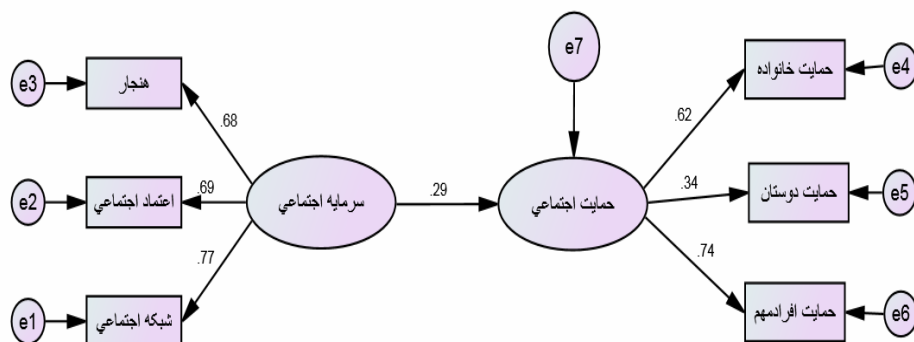 e7
e3
هنجار
حمايت خانواده
e4
.68
.62
e2
اعتماد اجتماعي
.69
سرمايه اجتماعي
.29
حمايت اجتماعي
.34
حمايت دوستان
e5
.77
.74
e1
شبكه اجتماعي
حمايت افرادمهم
e6